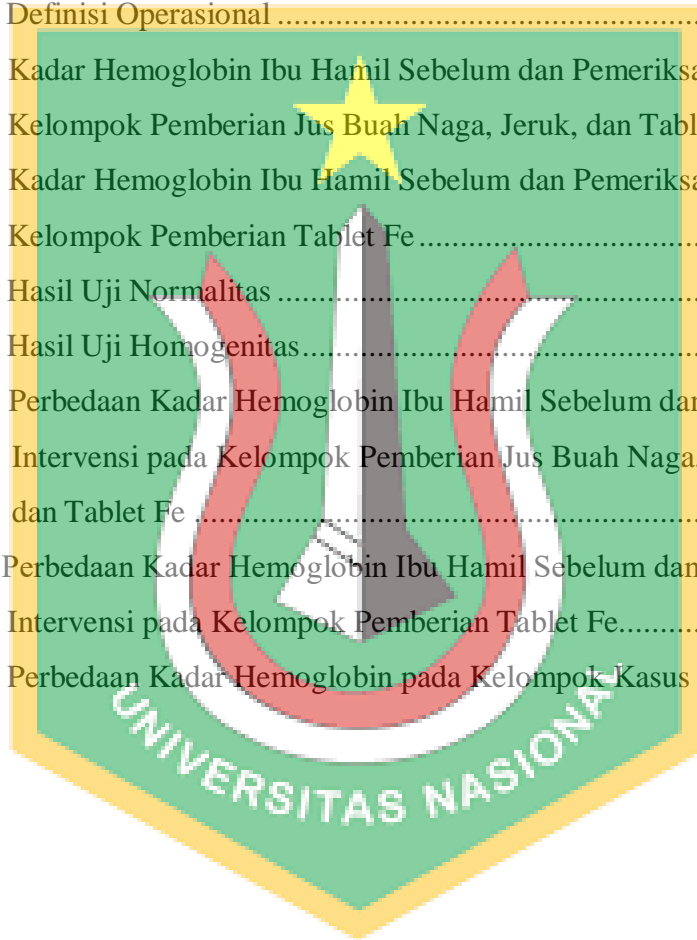 Definisi Operasional ......................................................
Kadar Hemoglobin Ibu Hamil Sebelum dan Pemeriksa
Kelompok Pemberian Jus Buah Naga, Jeruk, dan Tabl
Kadar Hemoglobin Ibu Hamil Sebelum dan Pemeriksa
Kelompok Pemberian Tablet Fe ...................................
Hasil Uji Normalitas ......................................................
Hasil Uji Homogenitas...................................................
Perbedaan Kadar Hemoglobin Ibu Hamil Sebelum dan
Intervensi pada Kelompok Pemberian Jus Buah Naga,
dan Tablet Fe ................................................................
Perbedaan Kadar Hemoglobin Ibu Hamil Sebelum dan
Intervensi pada Kelompok Pemberian Tablet Fe..........
Perbedaan Kadar Hemoglobin pada Kelompok Kasus
UNIVERSITAS NASIONAL